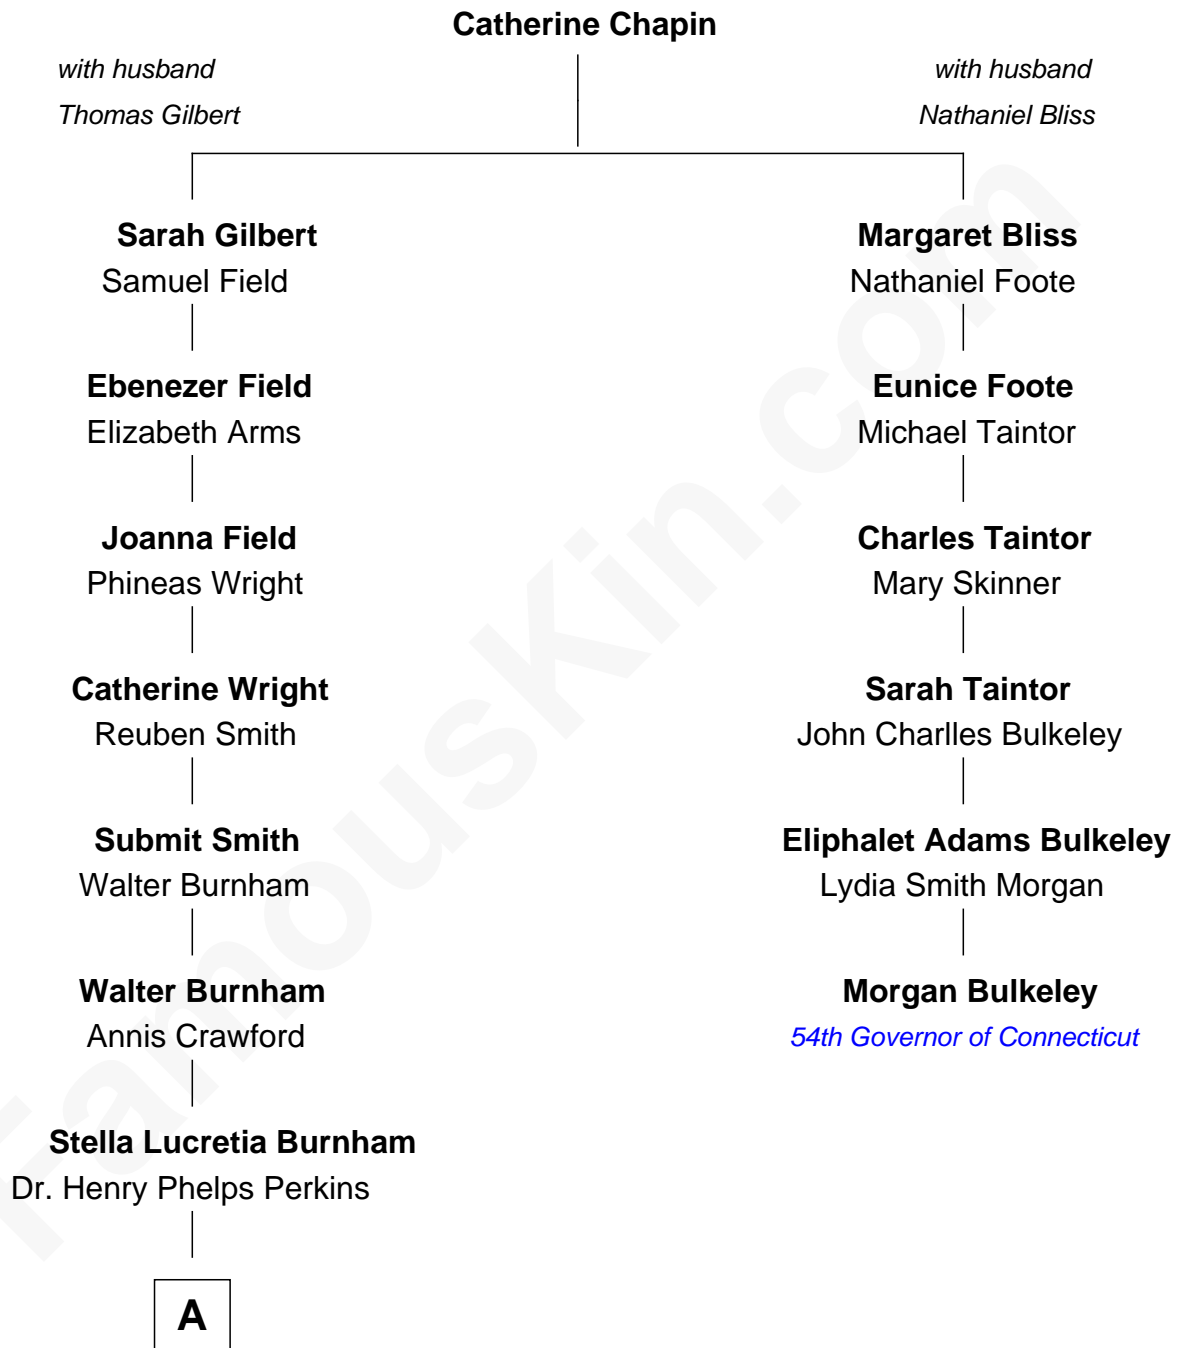 Catherine Chapin
with husband
Thomas Gilbert
with husband
Nathaniel Bliss
Sarah Gilbert
Samuel Field
Margaret Bliss
Nathaniel Foote
Ebenezer Field
Elizabeth Arms
Eunice Foote
Michael Taintor
Joanna Field
Phineas Wright
Charles Taintor
Mary Skinner
Catherine Wright
Reuben Smith
Sarah Taintor
John Charlles Bulkeley
Submit Smith
Walter Burnham
Eliphalet Adams Bulkeley
Lydia Smith Morgan
Walter Burnham
Annis Crawford
Morgan Bulkeley
54th Governor of Connecticut
Stella Lucretia Burnham
Dr. Henry Phelps Perkins
A
FamousKin.com